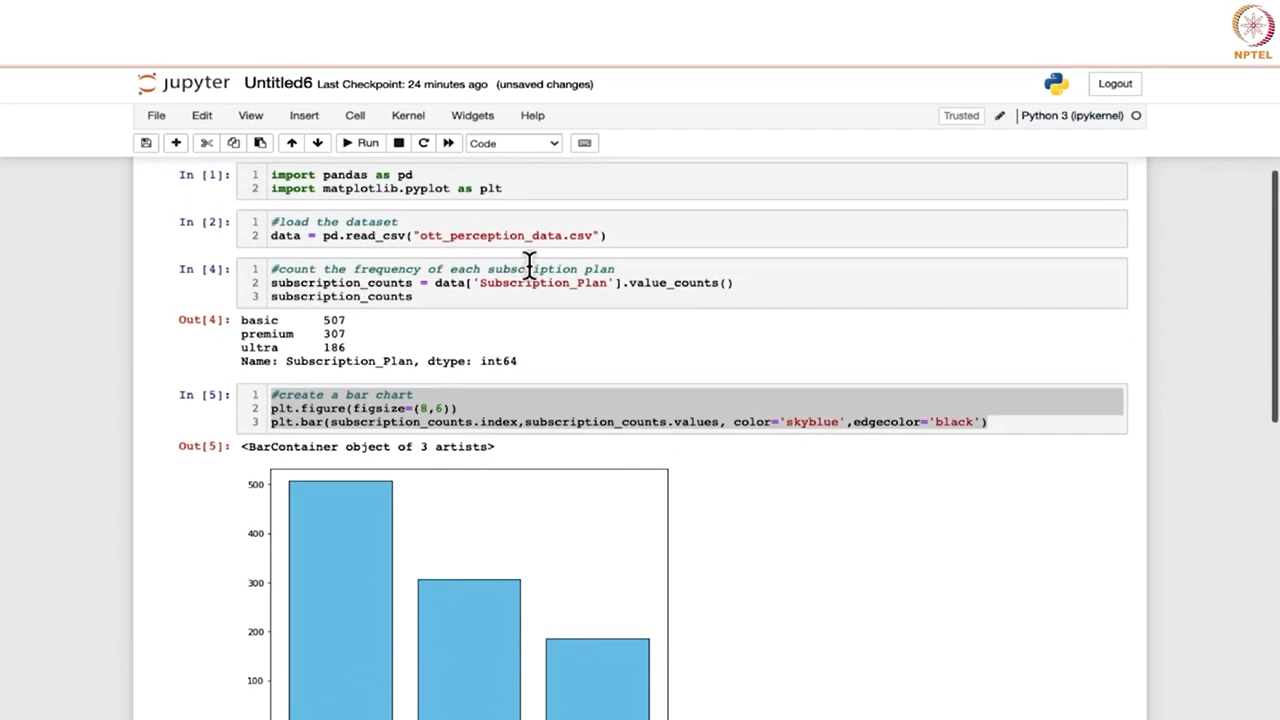 NPTEL
jupyter Untitled6 Last Checkpoint: 24 minutes ago (unsaved changes)
Logout
File Edit View Insert Cell Kernel Widgets Help
Trusted Python 3 (ipykernel)
Run Code
In [1]: 1 import pandas as pd
2 import matplotlib.pyplot as plt
In [2]: 1 #load the dataset
2 data = pd.read_csv("ott_perception_data.csv")
In [4]: 1 #count the frequency of each subscription plan
2 subscription_counts = data['Subscription_Plan'].value_counts()
3 subscription_counts
Out[4]: basic 507
premium 307
ultra 186
Name: Subscription_Plan, dtype: int64
In [5]: 1 #create a bar chart
2 plt.figure(figsize=(8,6))
3 plt.bar(subscription_counts.index,subscription_counts.values, color='skyblue',edgecolor='black')
Out[5]: <BarContainer object of 3 artists>
500
400
300
200
100